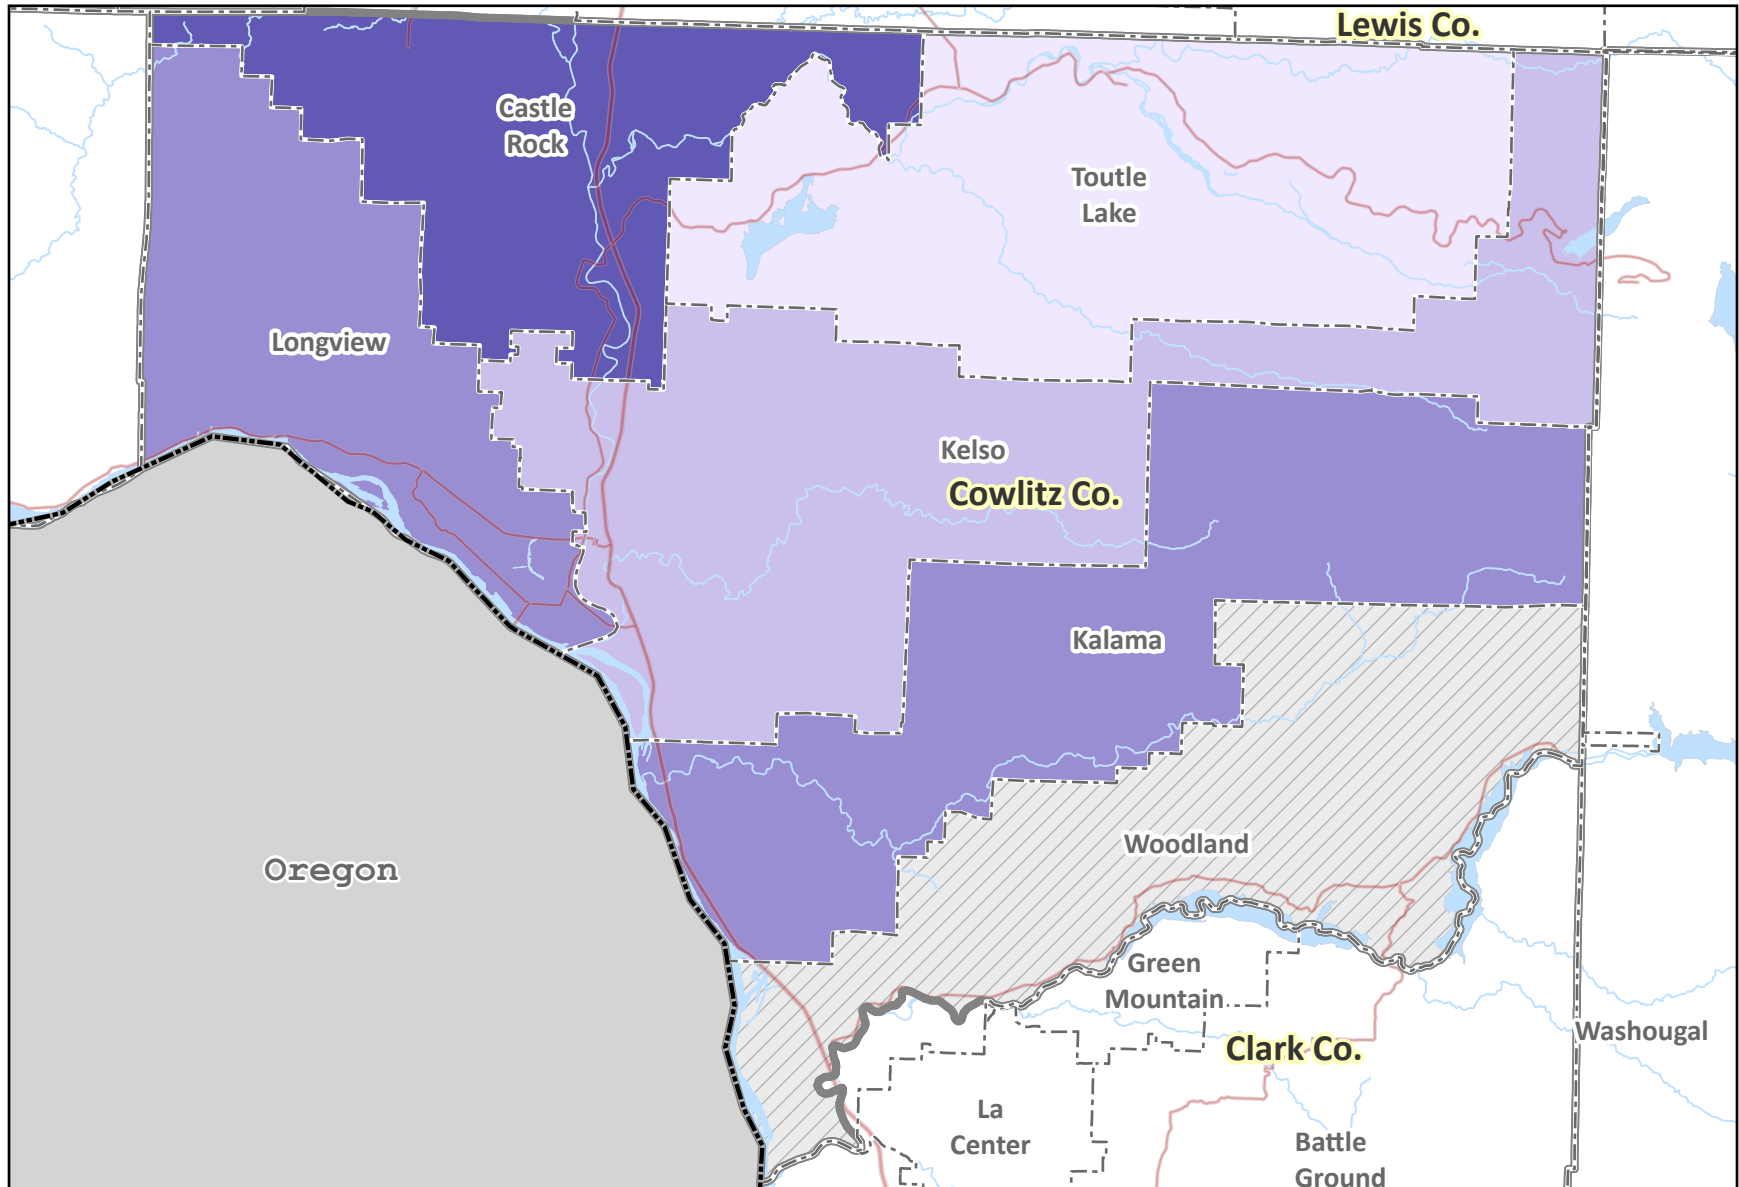 Lewis Co.
Castle
Rock
Toutle
Lake
Longview
Kelso
Cowlitz Co.
Kalama
Woodland
Oregon
Green
Mountain
Washougal
Clark Co.
La
Center
Battle
Ground